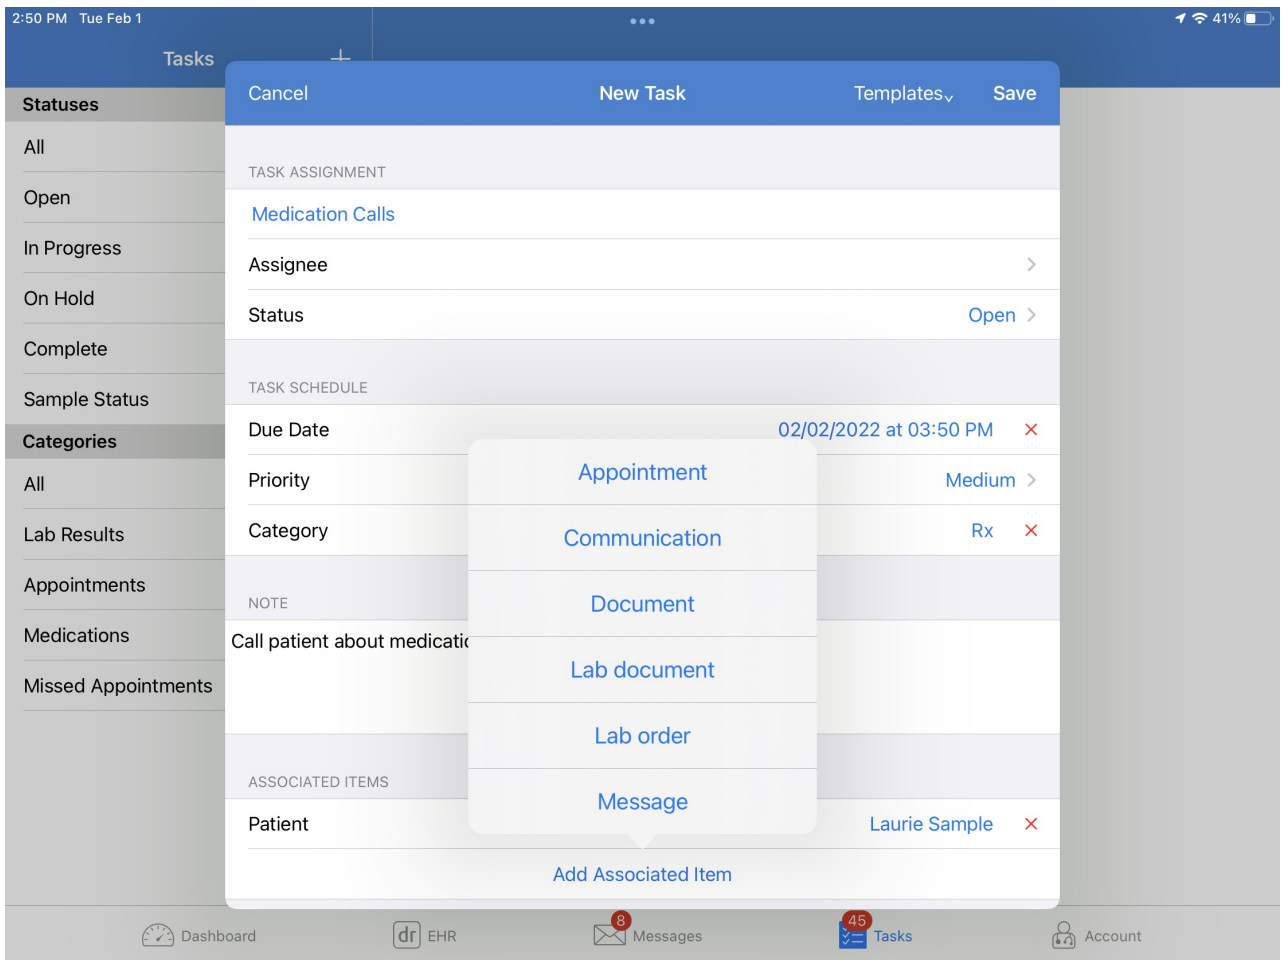 2:50 PM Tue Feb 1
41%
Tasks
Cancel New Task Templates Save
Statuses
All
Open
In Progress
On Hold
Complete
Sample Status
Categories
All
Lab Results
Appointments
Medications
Missed Appointments
TASK ASSIGNMENT
Medication Calls
Assignee
Status Open
TASK SCHEDULE
Due Date 02/02/2022 at 03:50 PM
Priority Medium
Category Rx
NOTE
Call patient about medicatio
ASSOCIATED ITEMS
Patient Laurie Sample
Add Associated Item
Appointment
Communication
Document
Lab document
Lab order
Message
Dashboard
dr EHR
8 Messages
45 Tasks
Account